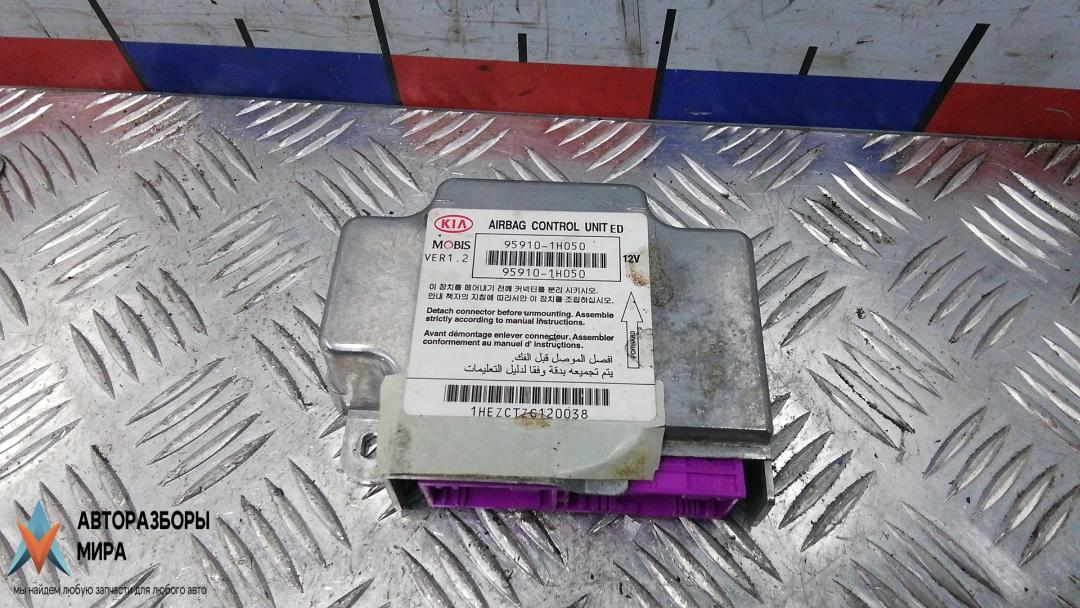 KIA AIRBAG CONTROL UNIT ED
MOBIS 95910-1H050
VER1.2 12V
95910-1H050
이 장치를 떼어내기 전에 커넥터를 분리 시키시오.
안내 책자의 지침에 따라서만 이 장치를 조립하십시오.
Detach connector before unmounting. Assemble
strictly according to manual instructions.
Avant démontage enlever connecteur. Assembler
conformement au manuel d' instructions.
FORWARD
افصل الموصل قبل الفك.
يتم تجميعه بدقة وفقا لدليل التعليمات
1HEZCTZG120038
АВТОРАЗБОРЫ
МИРА
мы найдем любую запчасти для любого авто